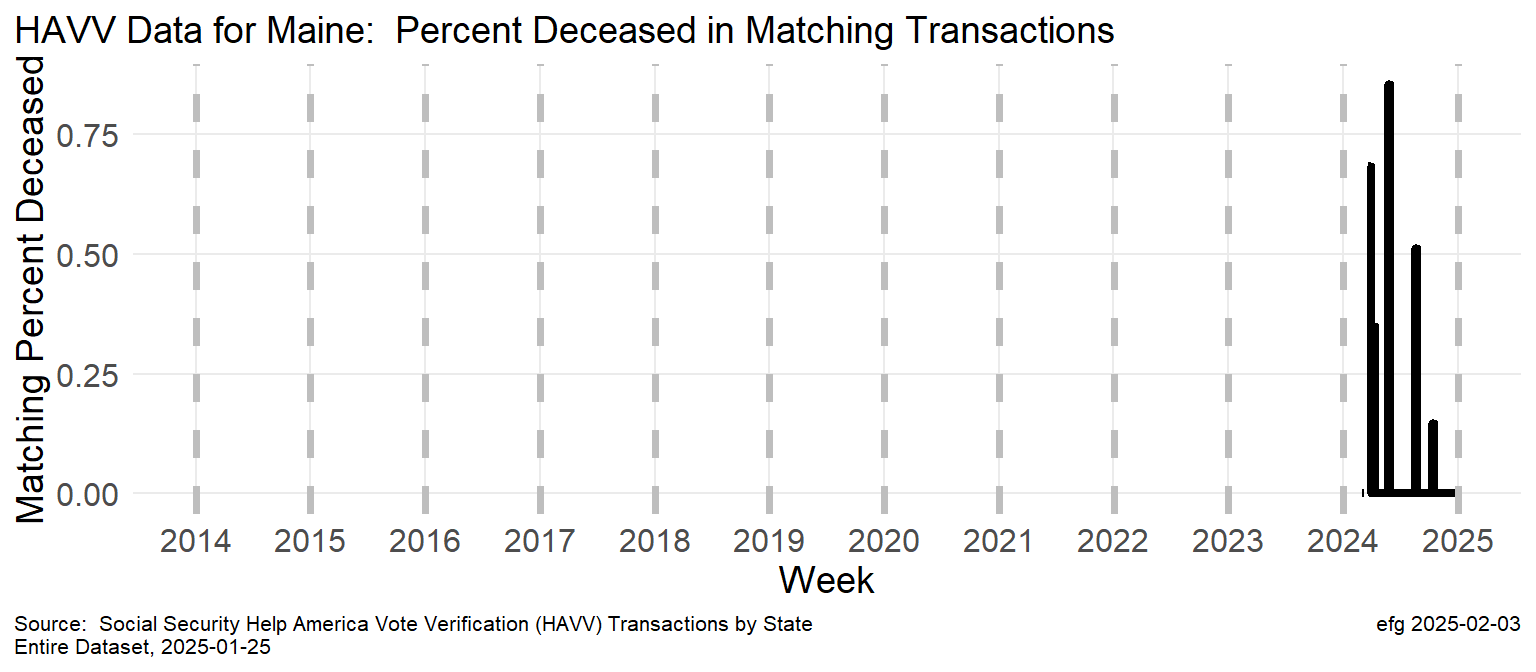 HAVV Data for Maine:  Percent Deceased in Matching Transactions
Matching Percent Deceased
0.75
0.50
0.25
0.00
2014 2015 2016 2017 2018 2019 2020 2021 2022 2023 2024 2025
Week
Source:  Social Security Help America Vote Verification (HAVV) Transactions by State
efg 2025-02-03
Entire Dataset, 2025-01-25